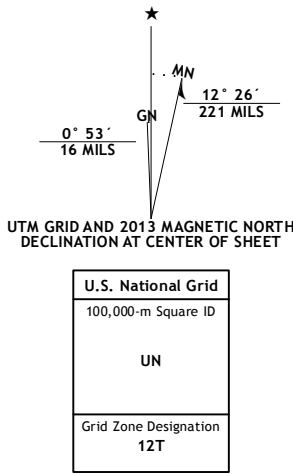 ★
MN
GN
12° 26´
221 MILS
0° 53´
16 MILS
UTM GRID AND 2013 MAGNETIC NORTH
DECLINATION AT CENTER OF SHEET
U.S. National Grid
100,000-m Square ID
UN
Grid Zone Designation
12T